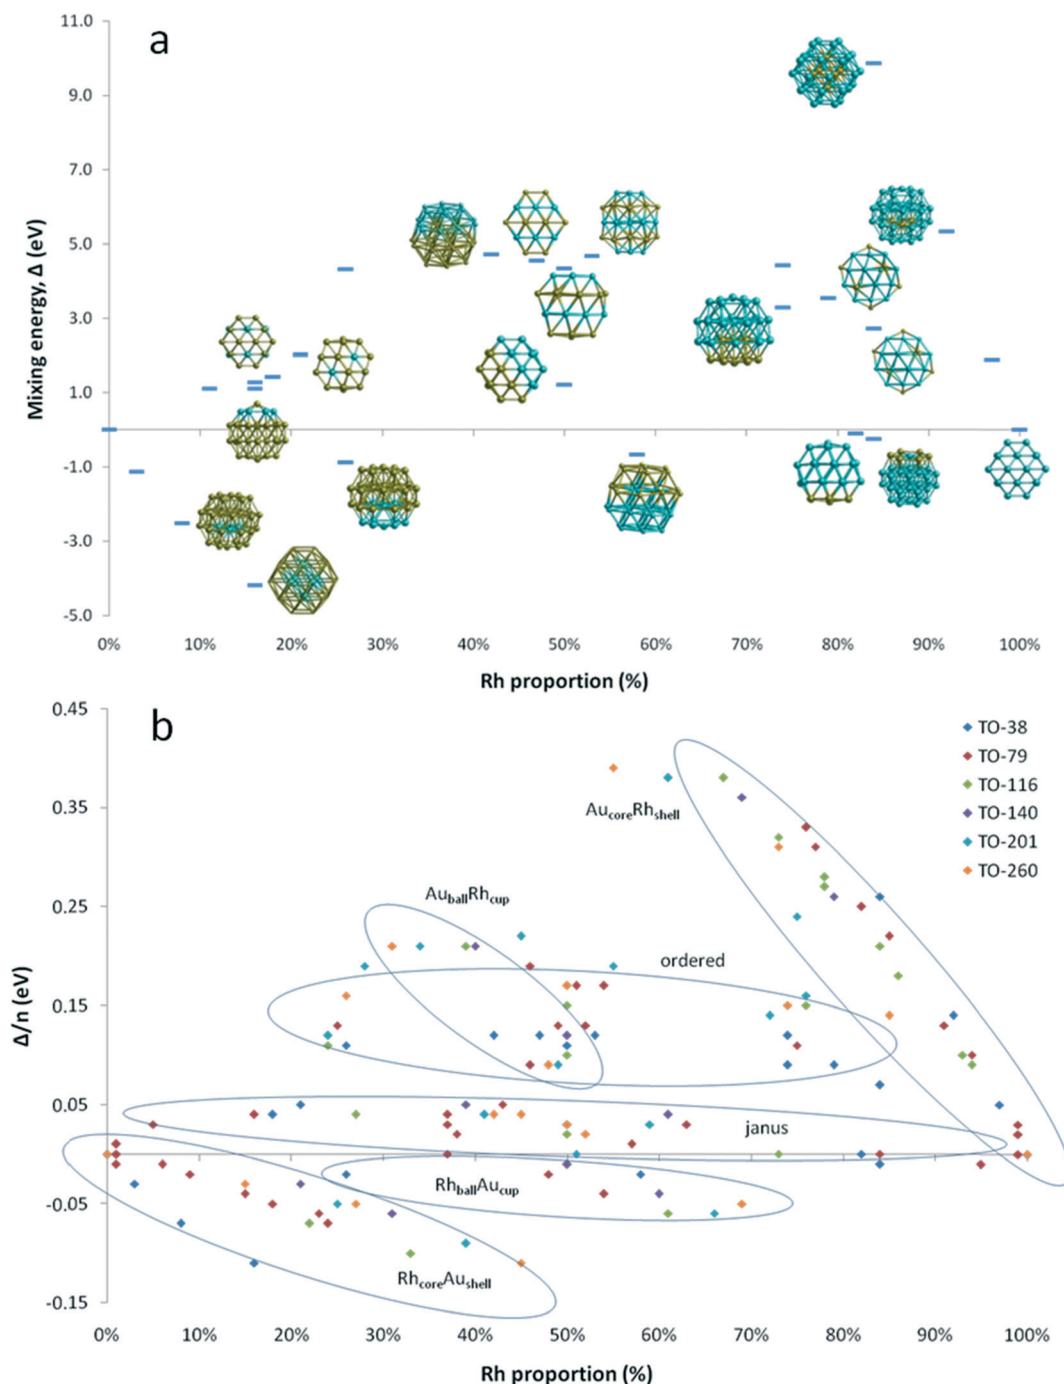 a
11.0
9.0
7.0
5.0
3.0
1.0
-1.0
-3.0
-5.0
Mixing energy, Δ (eV)
0% 10% 20% 30% 40% 50% 60% 70% 80% 90% 100%
Rh proportion (%)
b
0.45
0.35
0.25
0.15
0.05
-0.05
-0.15
Δ/n (eV)
TO-38
TO-79
TO-116
TO-140
TO-201
TO-260
AucoreRhshell
AuballRhcup
ordered
janus
RhballAucup
RhcoreAushell
0% 10% 20% 30% 40% 50% 60% 70% 80% 90% 100%
Rh proportion (%)